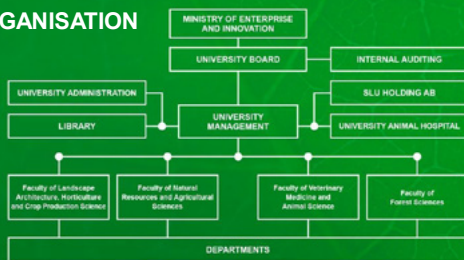 GANISATION
MINISTRY OF ENTERPRISE
AND INNOVATION
UNIVERSITY BOARD
INTERNAL AUDITING
UNIVERSITY ADMINISTRATION
SLU HOLDING AB
LIBRARY
UNIVERSITY
MANAGEMENT
UNIVERSITY ANIMAL HOSPITAL
Faculty of Landscape
Architecture, Horticulture
and Crop Production Science
Faculty of Natural
Resources and Agricultural
Sciences
Faculty of Veterinary
Medicine and
Animal Science
Faculty of
Forest Sciences
DEPARTMENTS